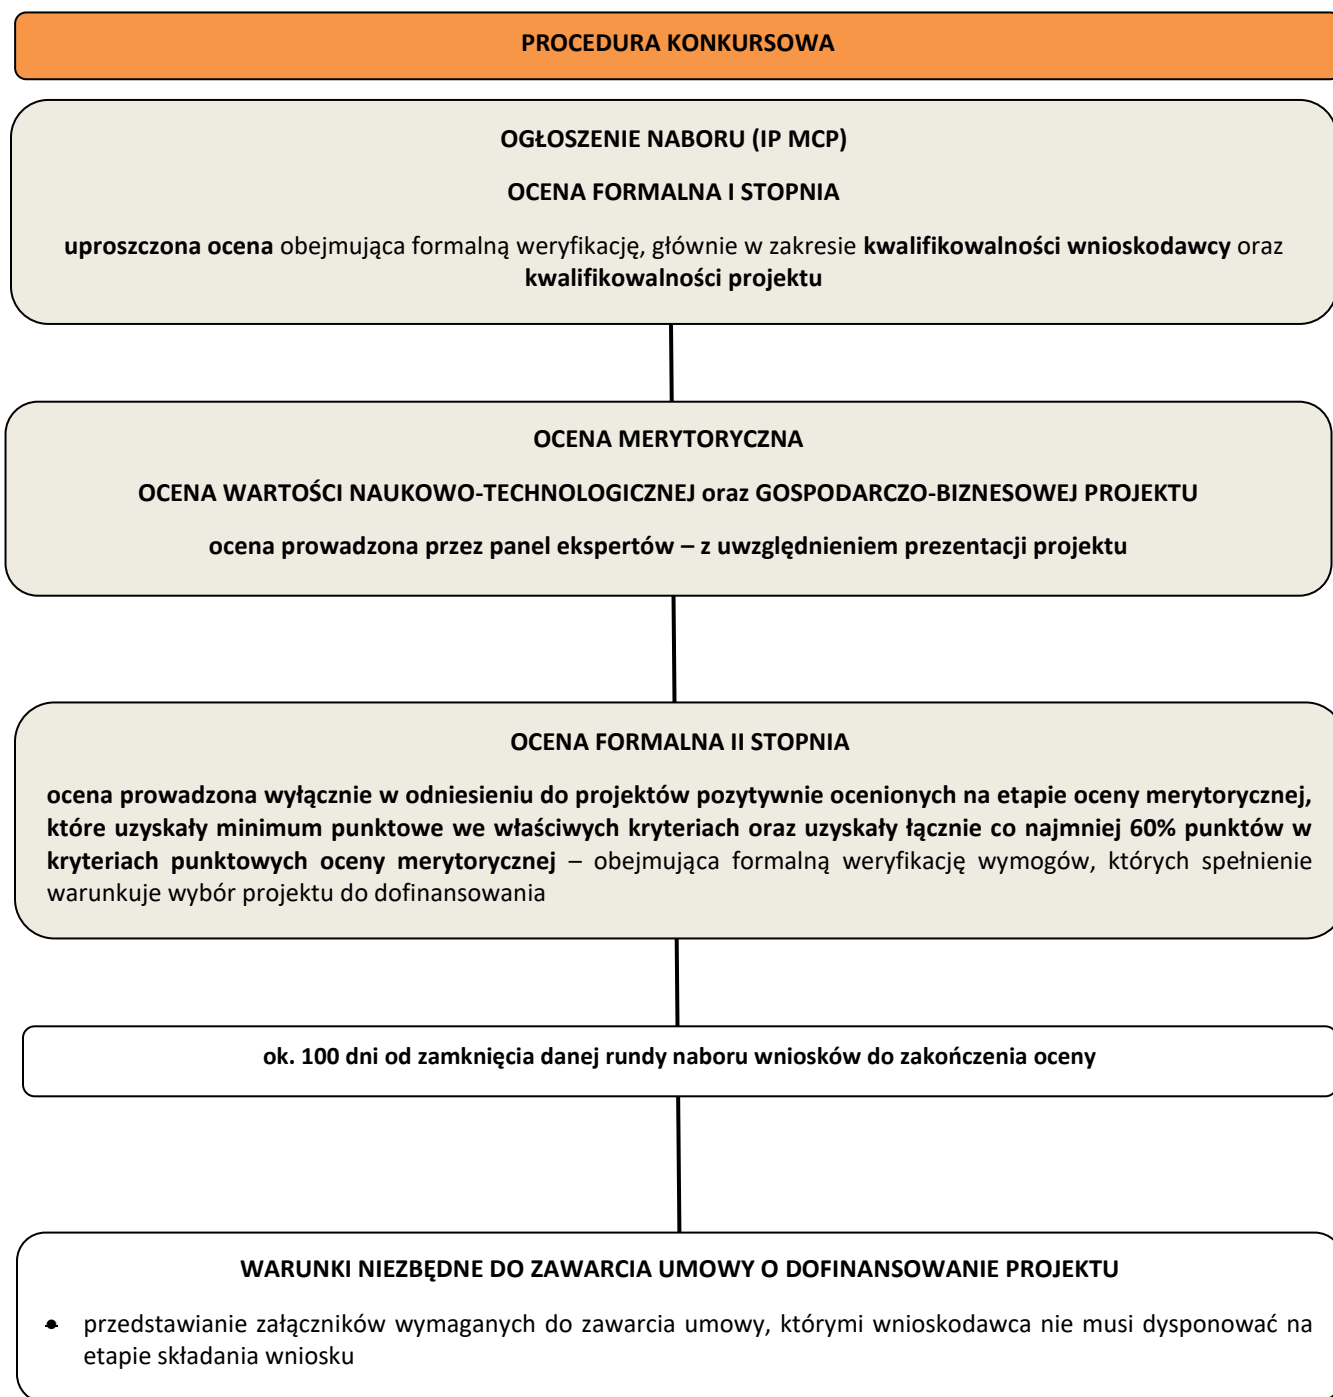 PROCEDURA KONKURSOWA
OGŁOSZENIE NABORU (IP MCP)
OCENA FORMALNA I STOPNIA
uproszczona ocena obejmująca formalną weryfikację, głównie w zakresie kwalifikowalności wnioskodawcy oraz
kwalifikowalności projektu
OCENA MERYTORYCZNA
OCENA WARTOŚCI NAUKOWO-TECHNOLOGICZNEJ oraz GOSPODARCZO-BIZNESOWEJ PROJEKTU
ocena prowadzona przez panel ekspertów – z uwzględnieniem prezentacji projektu
OCENA FORMALNA II STOPNIA
ocena prowadzona wyłącznie w odniesieniu do projektów pozytywnie ocenionych na etapie oceny merytorycznej,
które uzyskały minimum punktowe we właściwych kryteriach oraz uzyskały łącznie co najmniej 60% punktów w
kryteriach punktowych oceny merytorycznej – obejmująca formalną weryfikację wymogów, których spełnienie
warunkuje wybór projektu do dofinansowania
ok. 100 dni od zamknięcia danej rundy naboru wniosków do zakończenia oceny
WARUNKI NIEZBĘDNE DO ZAWARCIA UMOWY O DOFINANSOWANIE PROJEKTU
• przedstawianie załączników wymaganych do zawarcia umowy, którymi wnioskodawca nie musi dysponować na
etapie składania wniosku